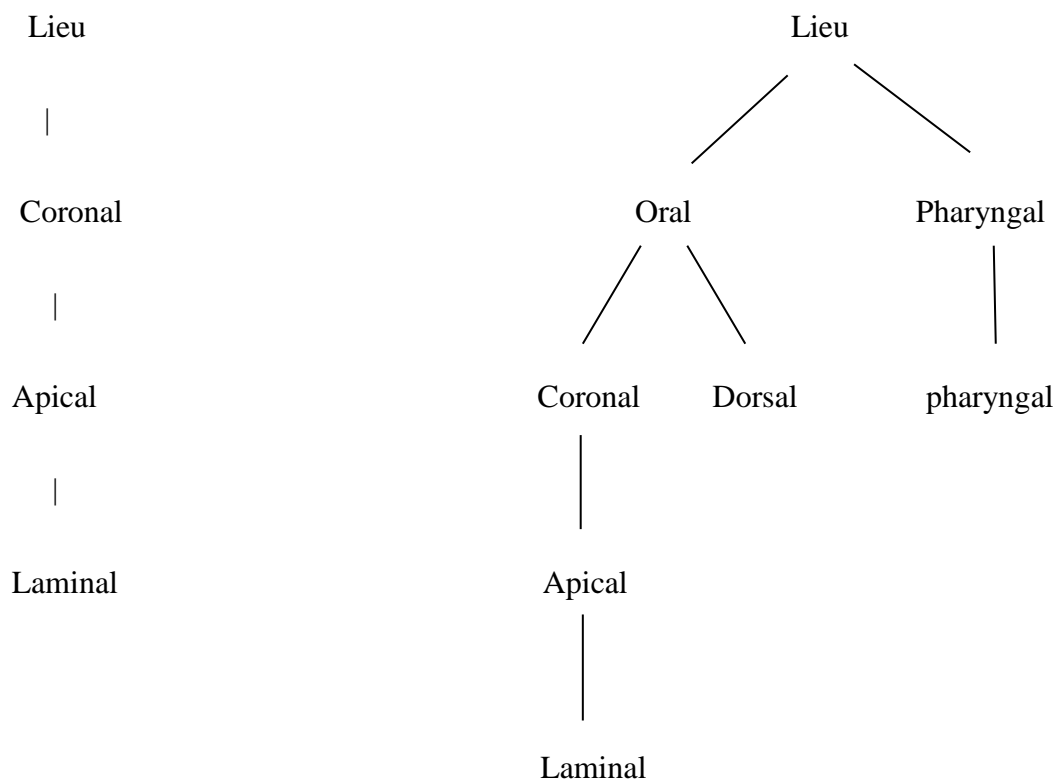 Lieu Lieu
|
Coronal Oral Pharyngal
|
Apical Coronal Dorsal pharyngal
|
Laminal Apical
Laminal